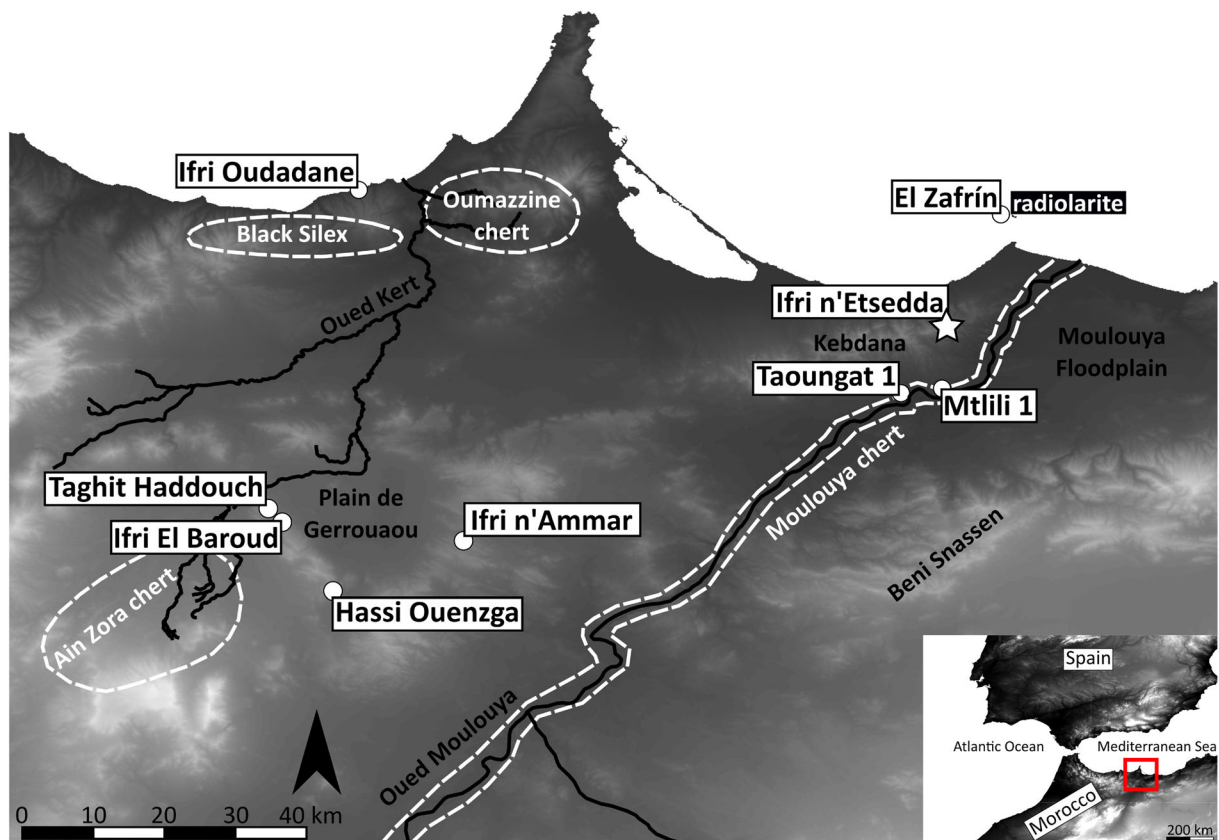 Ifri Oudadane
Oumazzine
chert
Black Silex
El Zafrín
radiolarite
Oued Kert
Ifri n'Etsedda
Kebdana
Moulouya
Floodplain
Taoungat 1
Mtlili 1
Moulouya chert
Taghit Haddouch
Plain de
Gerrouaou
Ifri n'Ammar
Ifri El Baroud
Beni Snassen
Ain Zora chert
Hassi Ouenzga
Oued Moulouya
0 10 20 30 40 km
Spain
Atlantic Ocean
Mediterranean Sea
Morocco
200 km